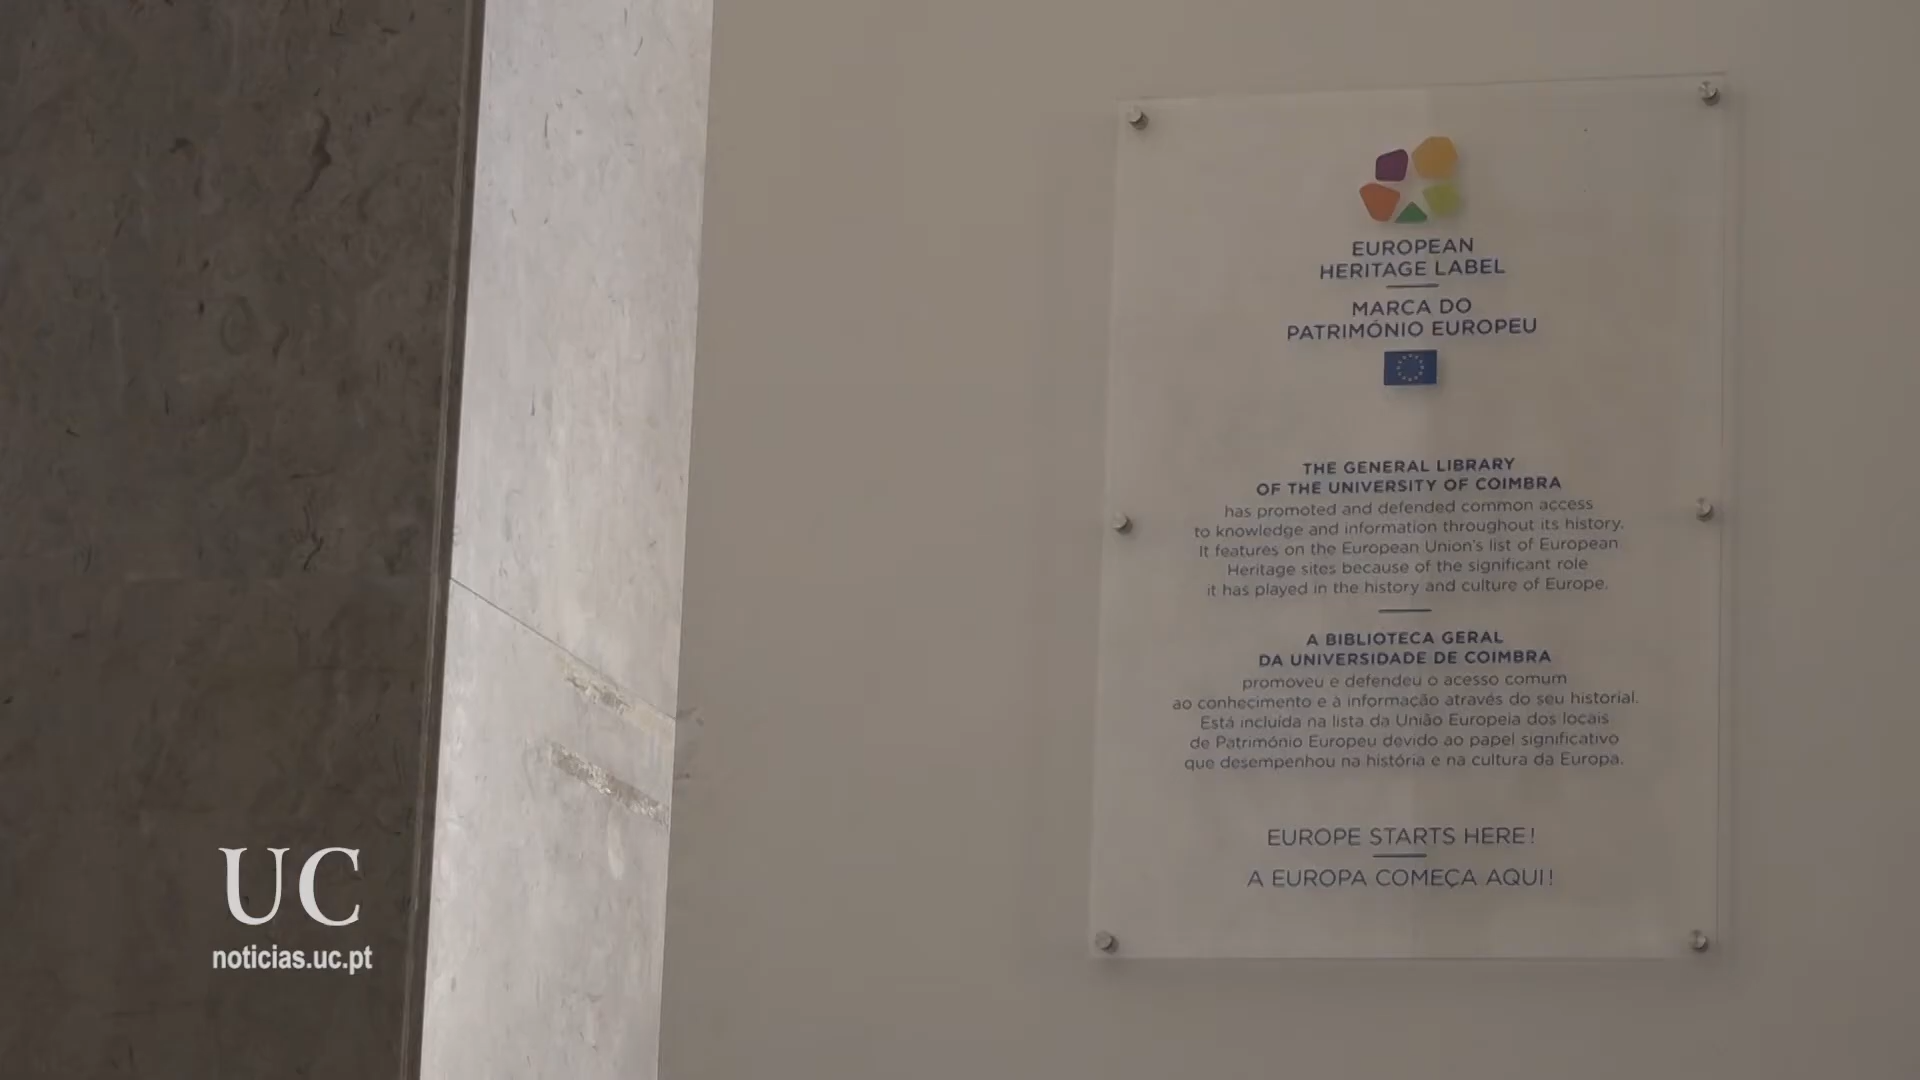 EUROPEAN
HERITAGE LABEL
MARCA DO
PATRIMÓNIO EUROPEU
THE GENERAL LIBRARY
OF THE UNIVERSITY OF COIMBRA
has promoted and defended common access
to knowledge and information throughout its history.
It features on the European Union's list of European
Heritage sites because of the significant role
it has played in the history and culture of Europe.
A BIBLIOTECA GERAL
DA UNIVERSIDADE DE COIMBRA
promoveu e defendeu o acesso comum
ao conhecimento e à informação através do seu historial.
Está incluída na lista da União Europeia dos locais
de Património Europeu devido ao papel significativo
que desempenhou na história e na cultura da Europa.
EUROPE STARTS HERE!
A EUROPA COMEÇA AQUI!
UC
noticias.uc.pt